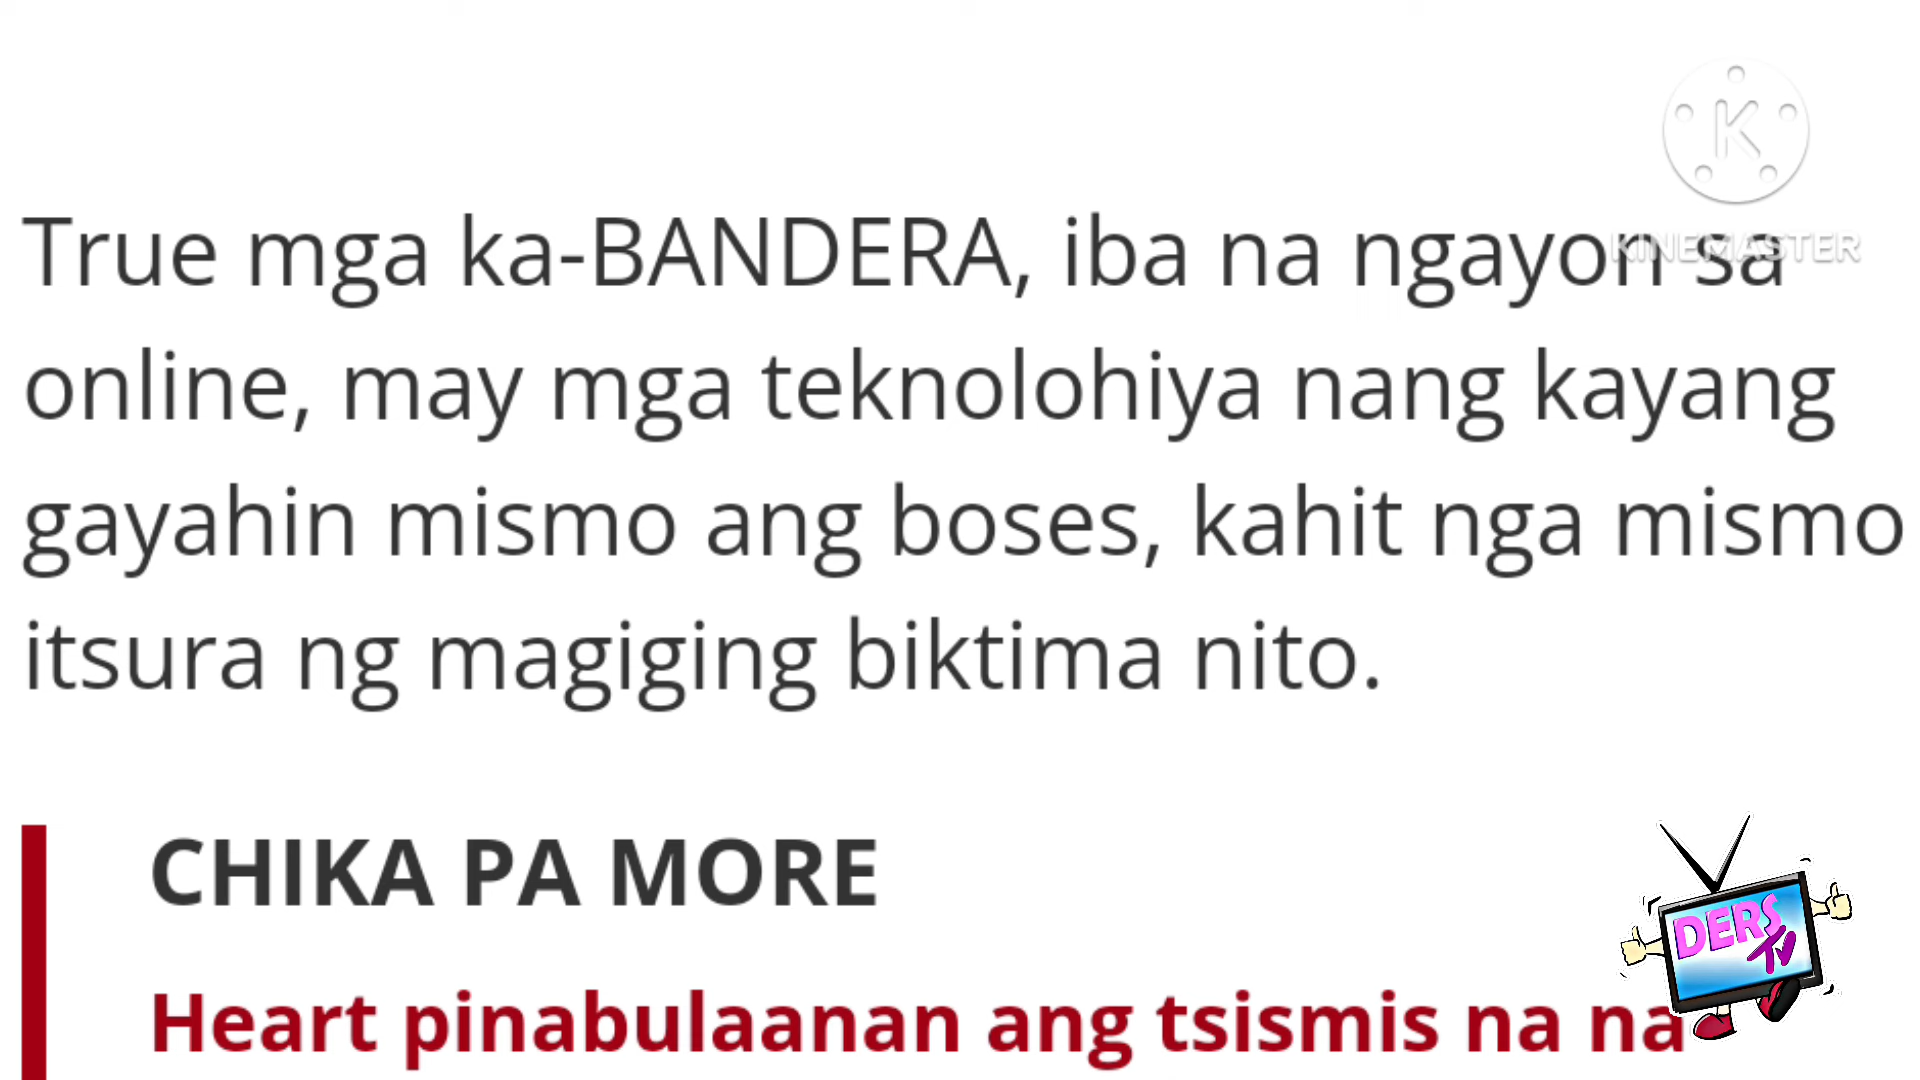 True mga ka-BANDERA, iba na ngayon sa
KINEMASTER
online, may mga teknolohiya nang kayang
gayahin mismo ang boses, kahit nga mismo
itsura ng magiging biktima nito.
CHIKA PA MORE
DERS
TV
Heart pinabulaanan ang tsismis na na